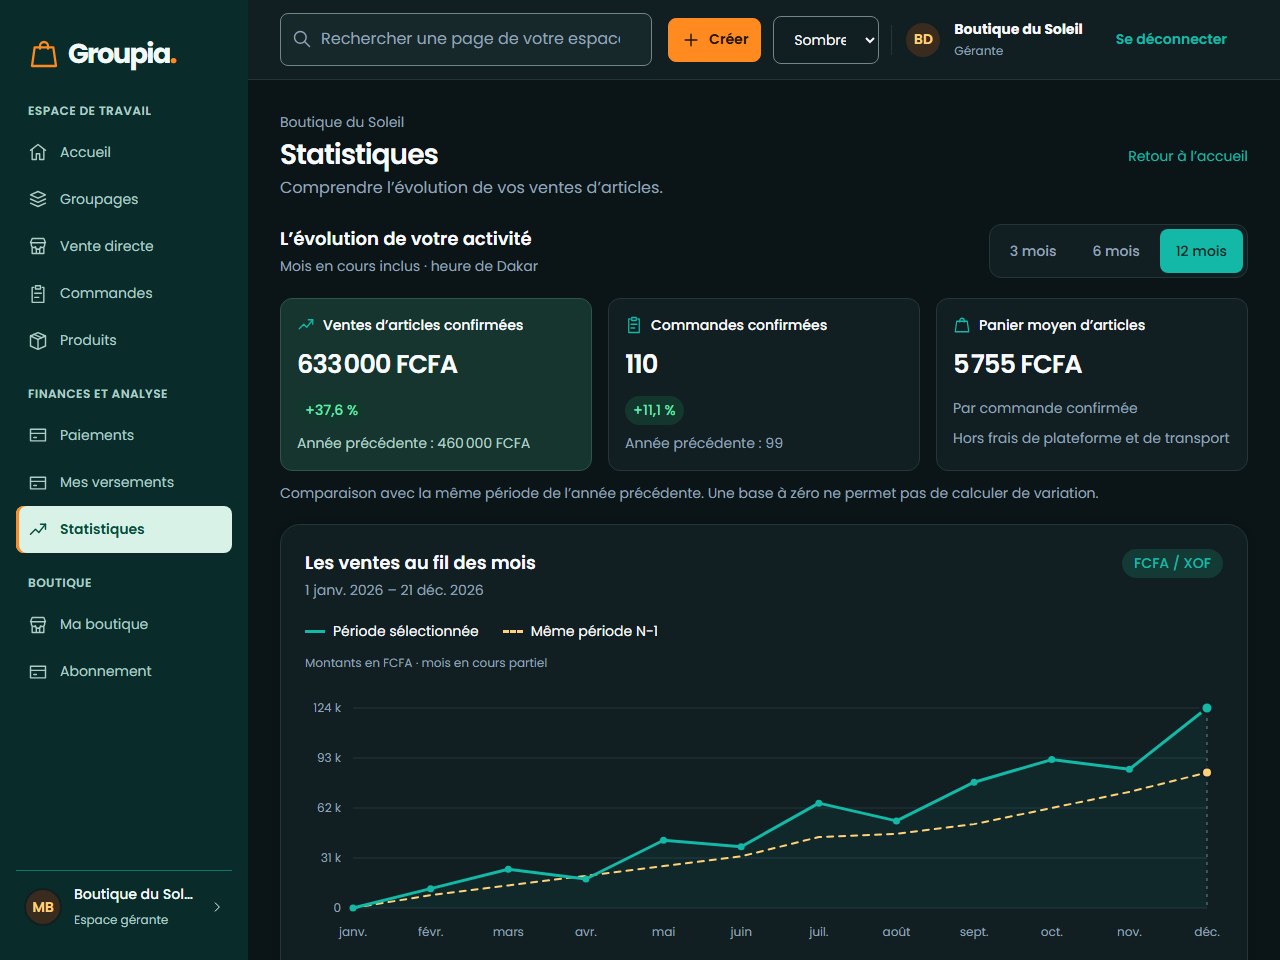 Groupia.
ESPACE DE TRAVAIL
Accueil
Groupages
Vente directe
Commandes
Produits
FINANCES ET ANALYSE
Paiements
Mes versements
Statistiques
BOUTIQUE
Ma boutique
Abonnement
MB
Boutique du Sol...
Espace gérante
Rechercher une page de votre espac
Créer
Sombre
BD
Boutique du Soleil
Gérante
Se déconnecter
Boutique du Soleil
Statistiques
Retour à l’accueil
Comprendre l’évolution de vos ventes d’articles.
L’évolution de votre activité
Mois en cours inclus · heure de Dakar
3 mois
6 mois
12 mois
Ventes d’articles confirmées
633 000 FCFA
+37,6 %
Année précédente : 460 000 FCFA
Commandes confirmées
110
+11,1 %
Année précédente : 99
Panier moyen d’articles
5 755 FCFA
Par commande confirmée
Hors frais de plateforme et de transport
Comparaison avec la même période de l’année précédente. Une base à zéro ne permet pas de calculer de variation.
Les ventes au fil des mois
FCFA / XOF
1 janv. 2026 – 21 déc. 2026
Période sélectionnée
Même période N-1
Montants en FCFA · mois en cours partiel
124 k
93 k
62 k
31 k
0
janv. févr. mars avr. mai juin juil. août sept. oct. nov. déc.